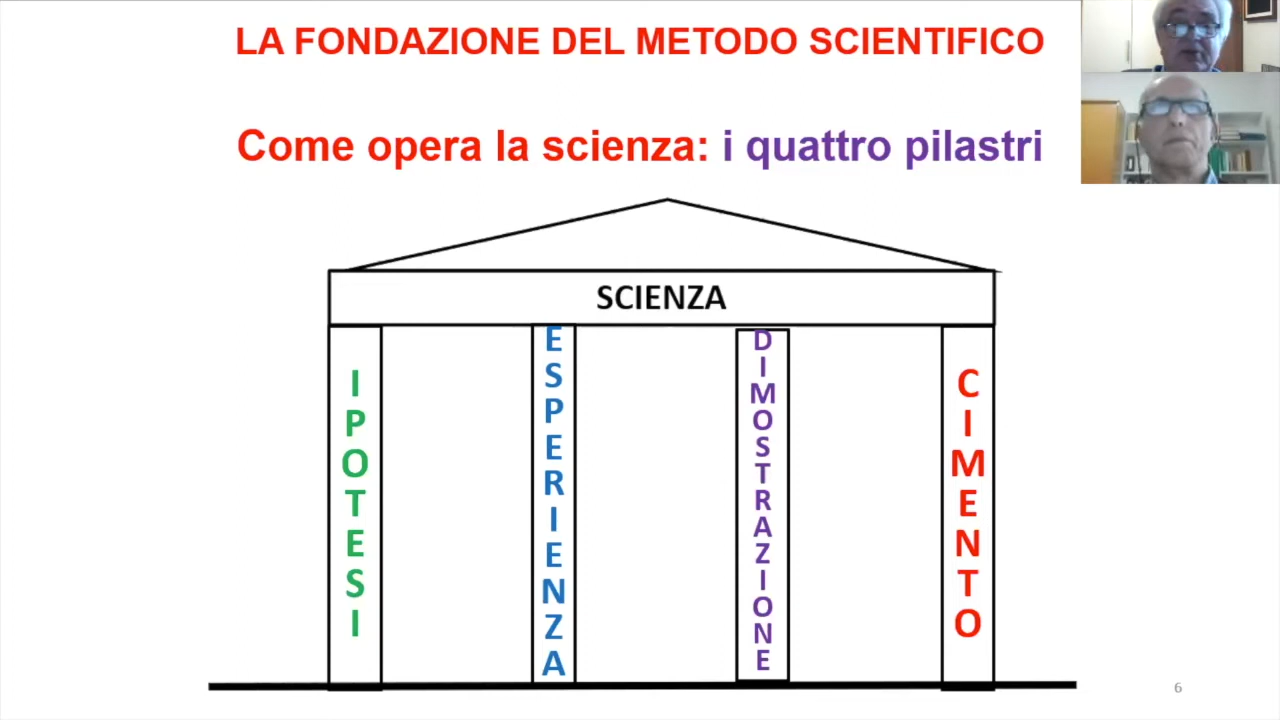 LA FONDAZIONE DEL METODO SCIENTIFICO
Come opera la scienza: i quattro pilastri
SCIENZA
IPOTESI
ESPERIENZA
DIMOSTRAZIONE
CIMENTO
6